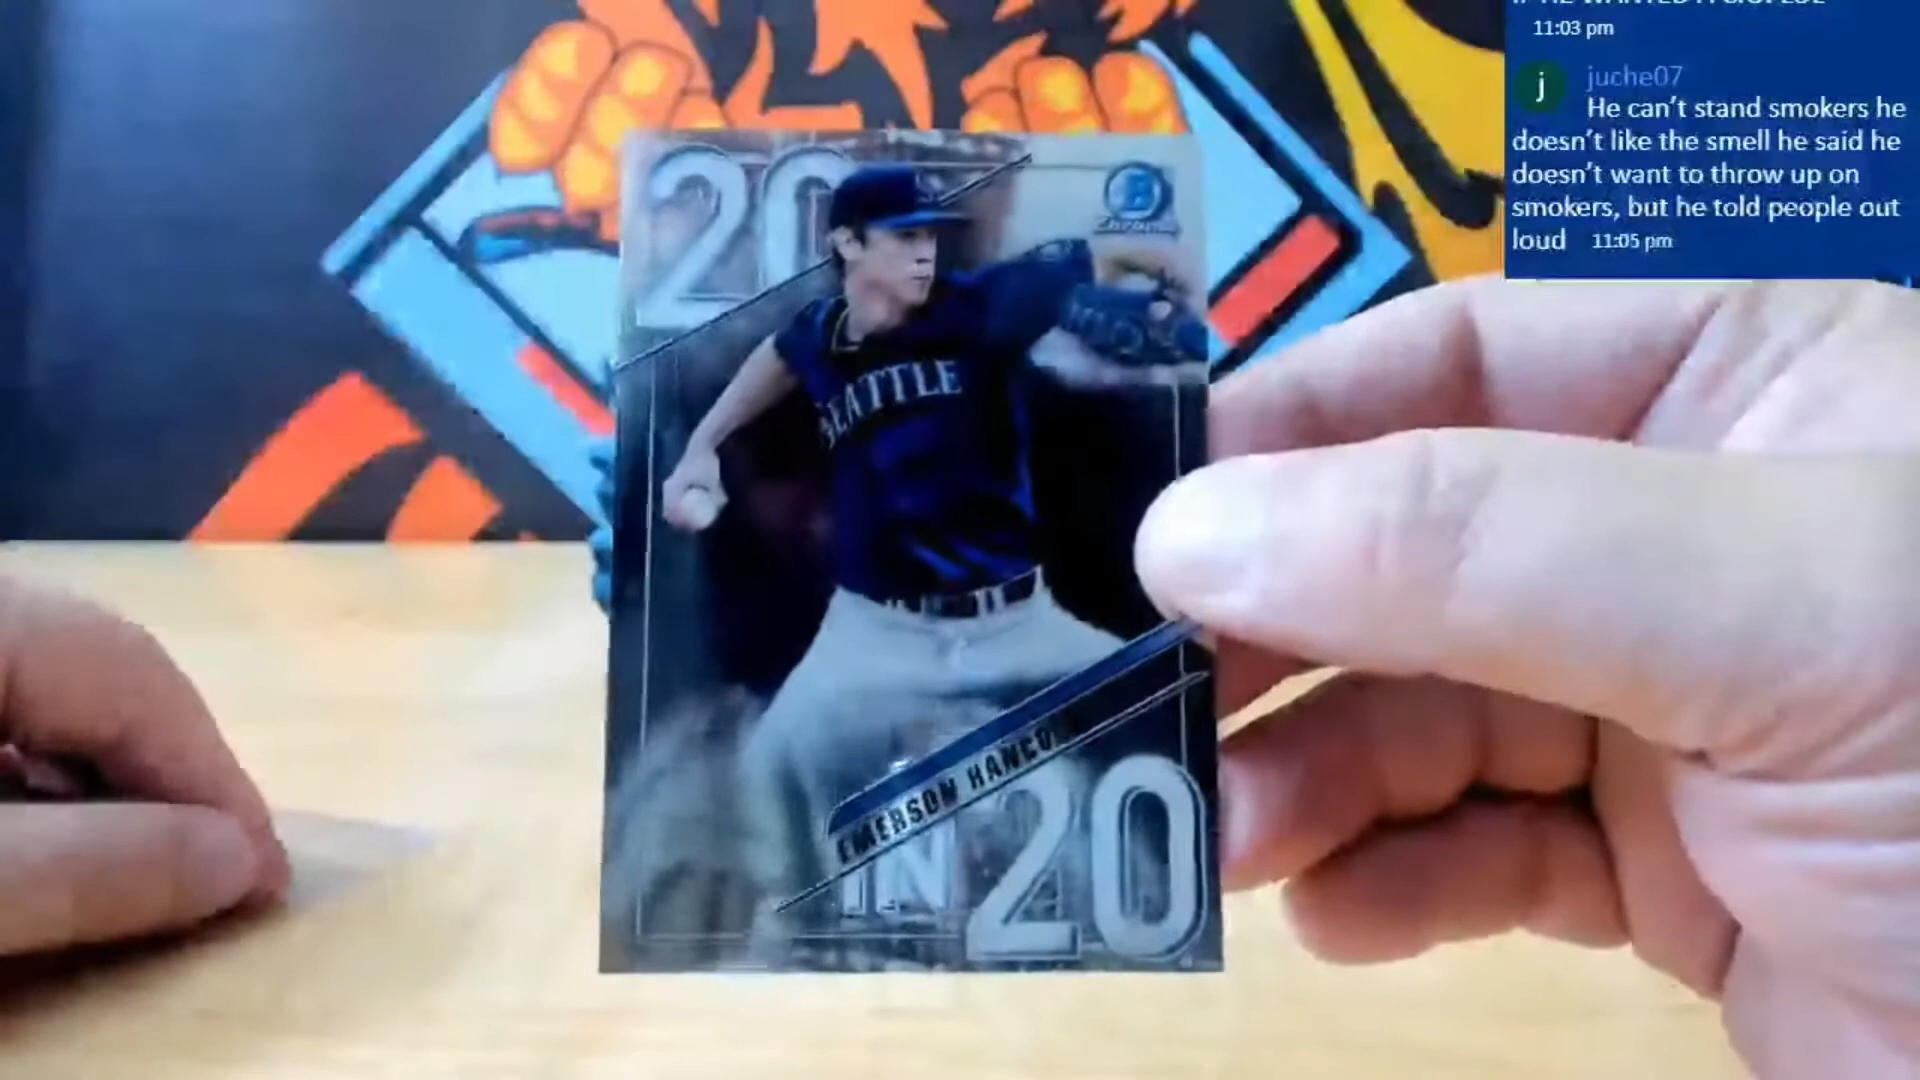 11:03 pm
j juche07
He can't stand smokers he
doesn't like the smell he said he
doesn't want to throw up on
smokers, but he told people out
loud 11:05 pm
20
B
Chrome
S
SEATTLE
EMERSON
IN 20